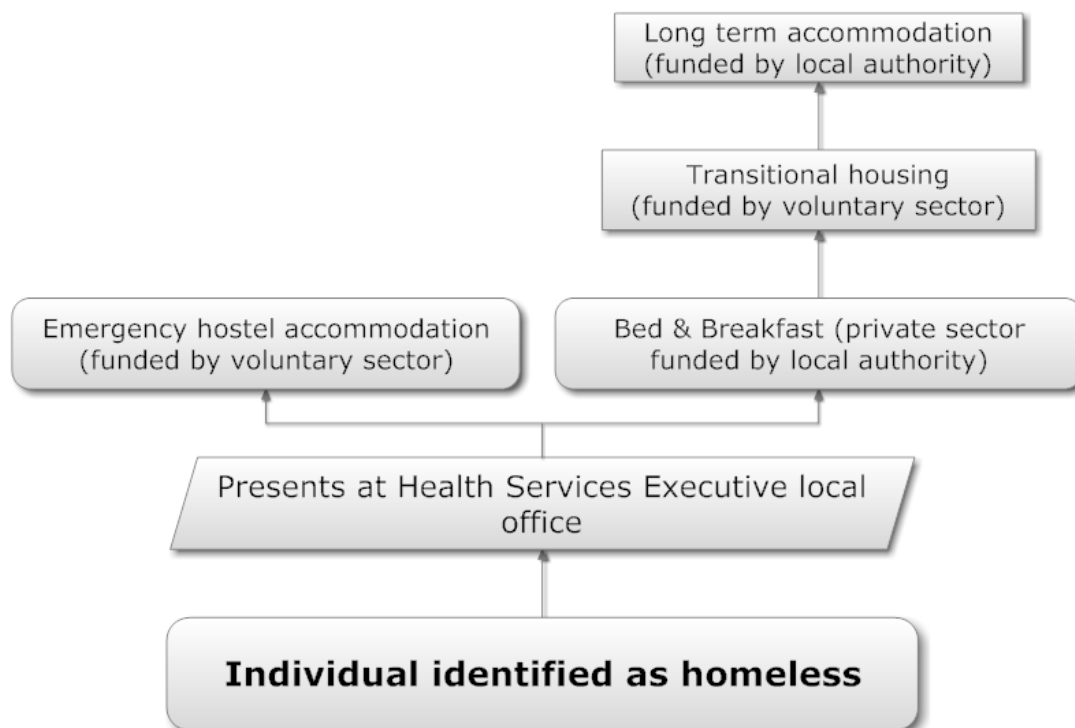 Long term accommodation
(funded by local authority)
Transitional housing
(funded by voluntary sector)
Emergency hostel accommodation
(funded by voluntary sector)
Bed & Breakfast (private sector
funded by local authority)
Presents at Health Services Executive local
office
Individual identified as homeless